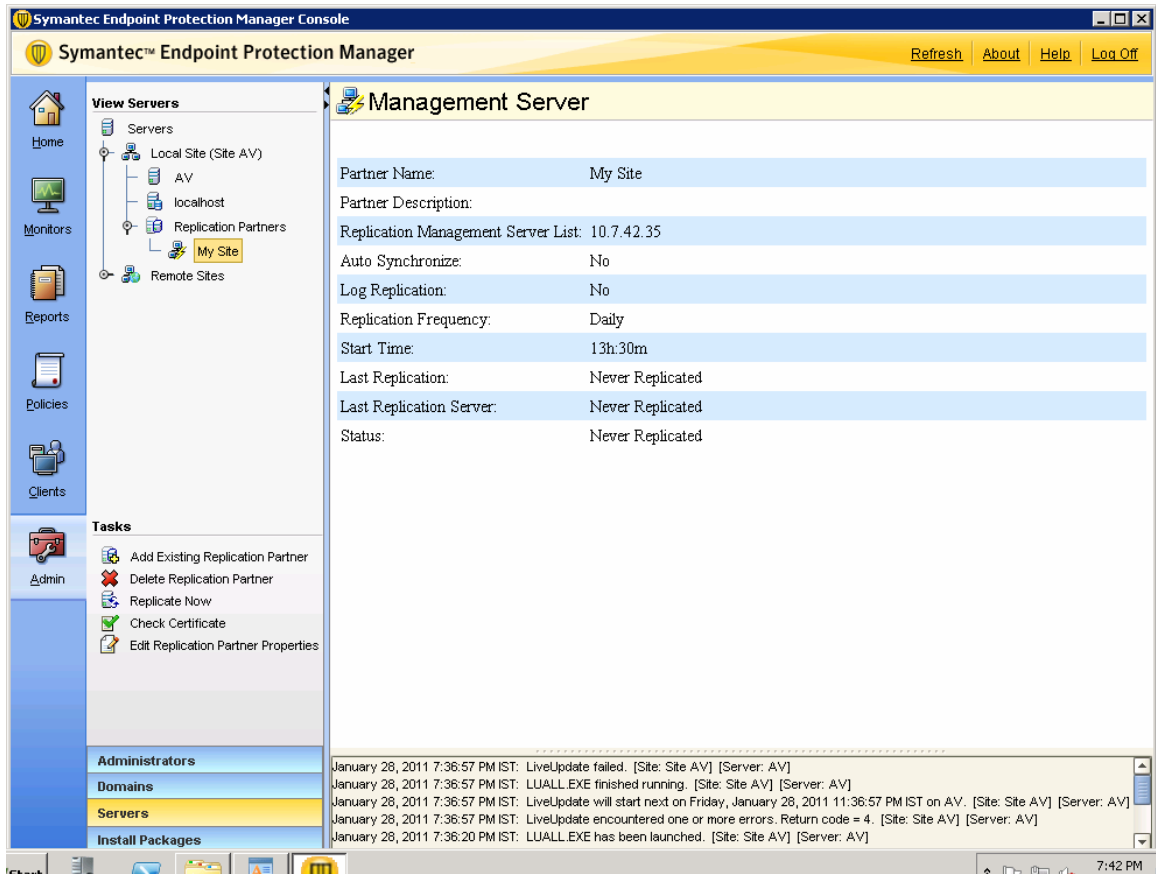 Symantec Endpoint Protection Manager Console
Symantec™ Endpoint Protection Manager
Refresh About Help Log Off
Home
Monitors
Reports
Policies
Clients
Admin
View Servers
Servers
Local Site (Site AV)
AV
localhost
Replication Partners
My Site
Remote Sites
Tasks
Add Existing Replication Partner
Delete Replication Partner
Replicate Now
Check Certificate
Edit Replication Partner Properties
Administrators
Domains
Servers
Install Packages
Management Server
Partner Name: My Site
Partner Description:
Replication Management Server List: 10.7.42.35
Auto Synchronize: No
Log Replication: No
Replication Frequency: Daily
Start Time: 13h:30m
Last Replication: Never Replicated
Last Replication Server: Never Replicated
Status: Never Replicated
January 28, 2011 7:36:57 PM IST: LiveUpdate failed. [Site: Site AV] [Server: AV]
January 28, 2011 7:36:57 PM IST: LUALL.EXE finished running. [Site: Site AV] [Server: AV]
January 28, 2011 7:36:57 PM IST: LiveUpdate will start next on Friday, January 28, 2011 11:36:57 PM IST on AV. [Site: Site AV] [Server: AV]
January 28, 2011 7:36:57 PM IST: LiveUpdate encountered one or more errors. Return code = 4. [Site: Site AV] [Server: AV]
January 28, 2011 7:36:20 PM IST: LUALL.EXE has been launched. [Site: Site AV] [Server: AV]
Start
7:42 PM